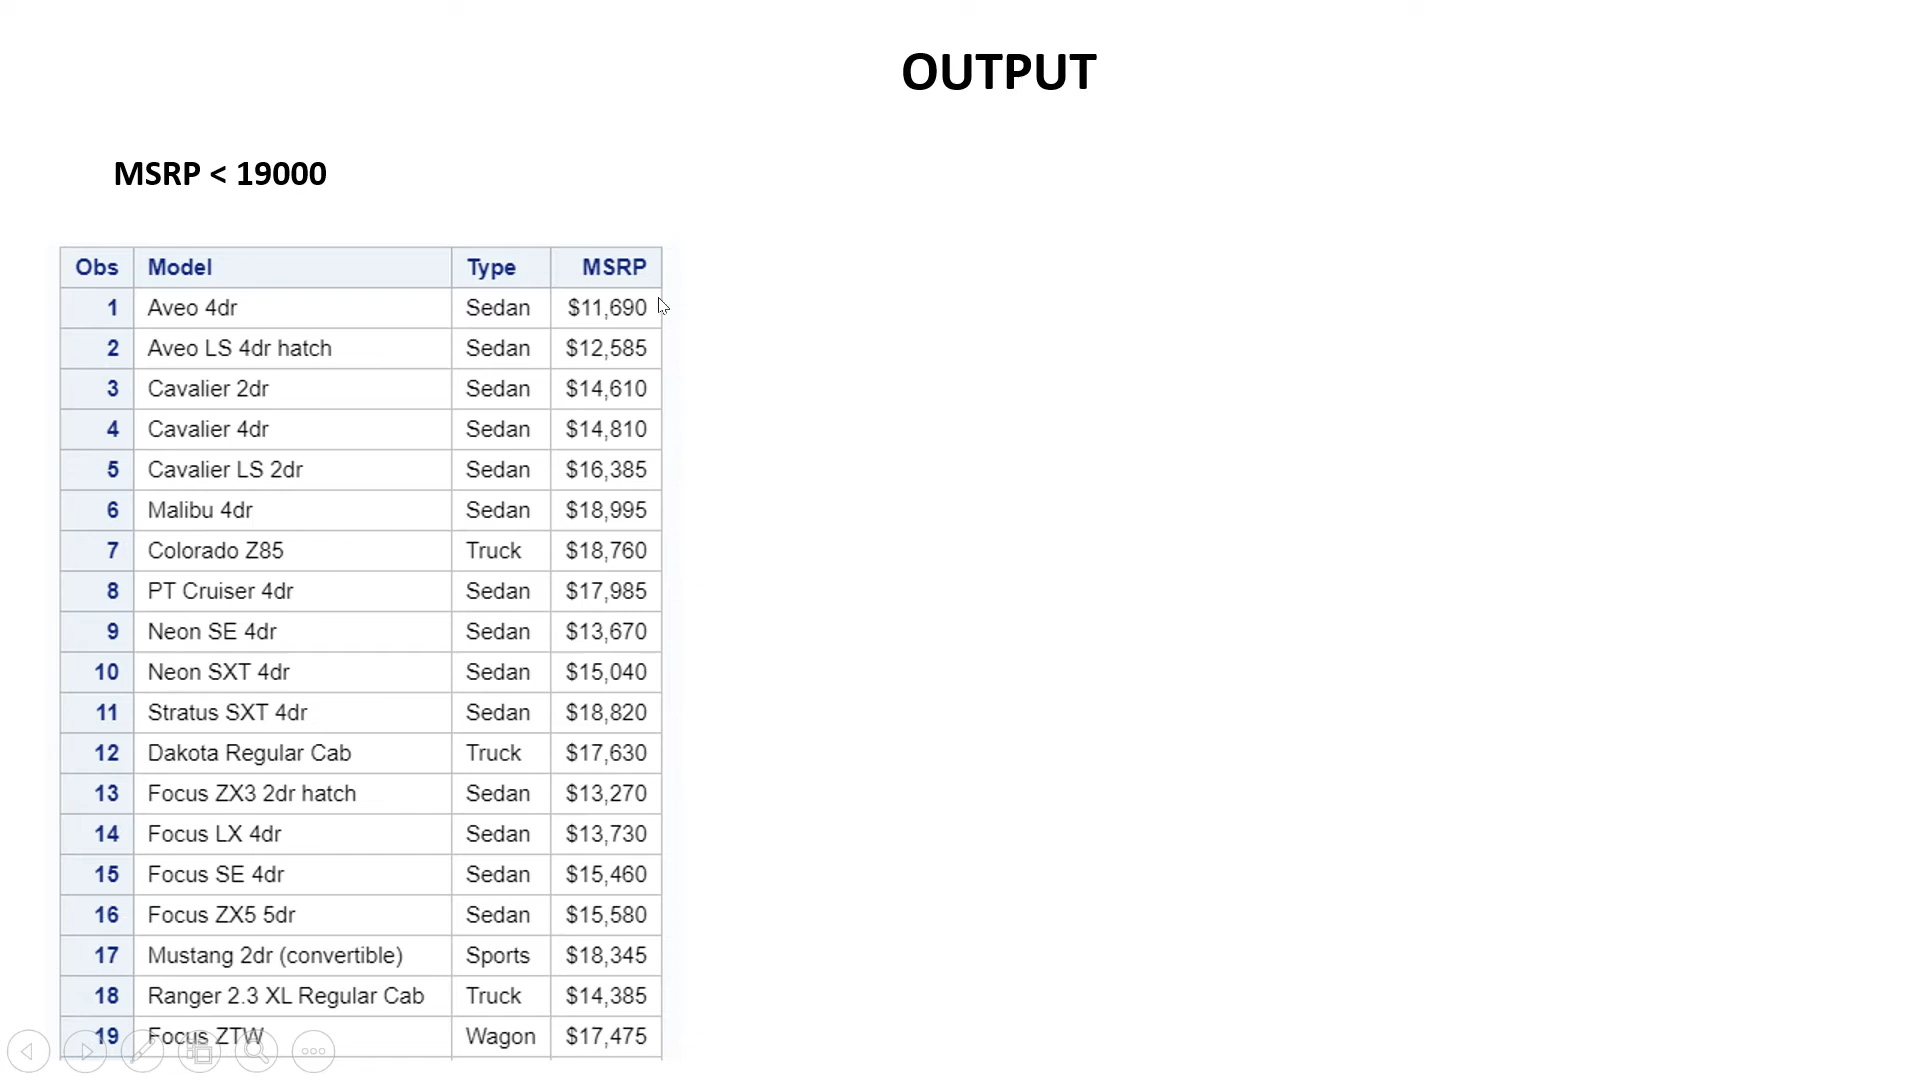 OUTPUT
MSRP < 19000
Obs Model Type MSRP
1 Aveo 4dr Sedan $11,690
2 Aveo LS 4dr hatch Sedan $12,585
3 Cavalier 2dr Sedan $14,610
4 Cavalier 4dr Sedan $14,810
5 Cavalier LS 2dr Sedan $16,385
6 Malibu 4dr Sedan $18,995
7 Colorado Z85 Truck $18,760
8 PT Cruiser 4dr Sedan $17,985
9 Neon SE 4dr Sedan $13,670
10 Neon SXT 4dr Sedan $15,040
11 Stratus SXT 4dr Sedan $18,820
12 Dakota Regular Cab Truck $17,630
13 Focus ZX3 2dr hatch Sedan $13,270
14 Focus LX 4dr Sedan $13,730
15 Focus SE 4dr Sedan $15,460
16 Focus ZX5 5dr Sedan $15,580
17 Mustang 2dr (convertible) Sports $18,345
18 Ranger 2.3 XL Regular Cab Truck $14,385
19 Focus ZTW Wagon $17,475